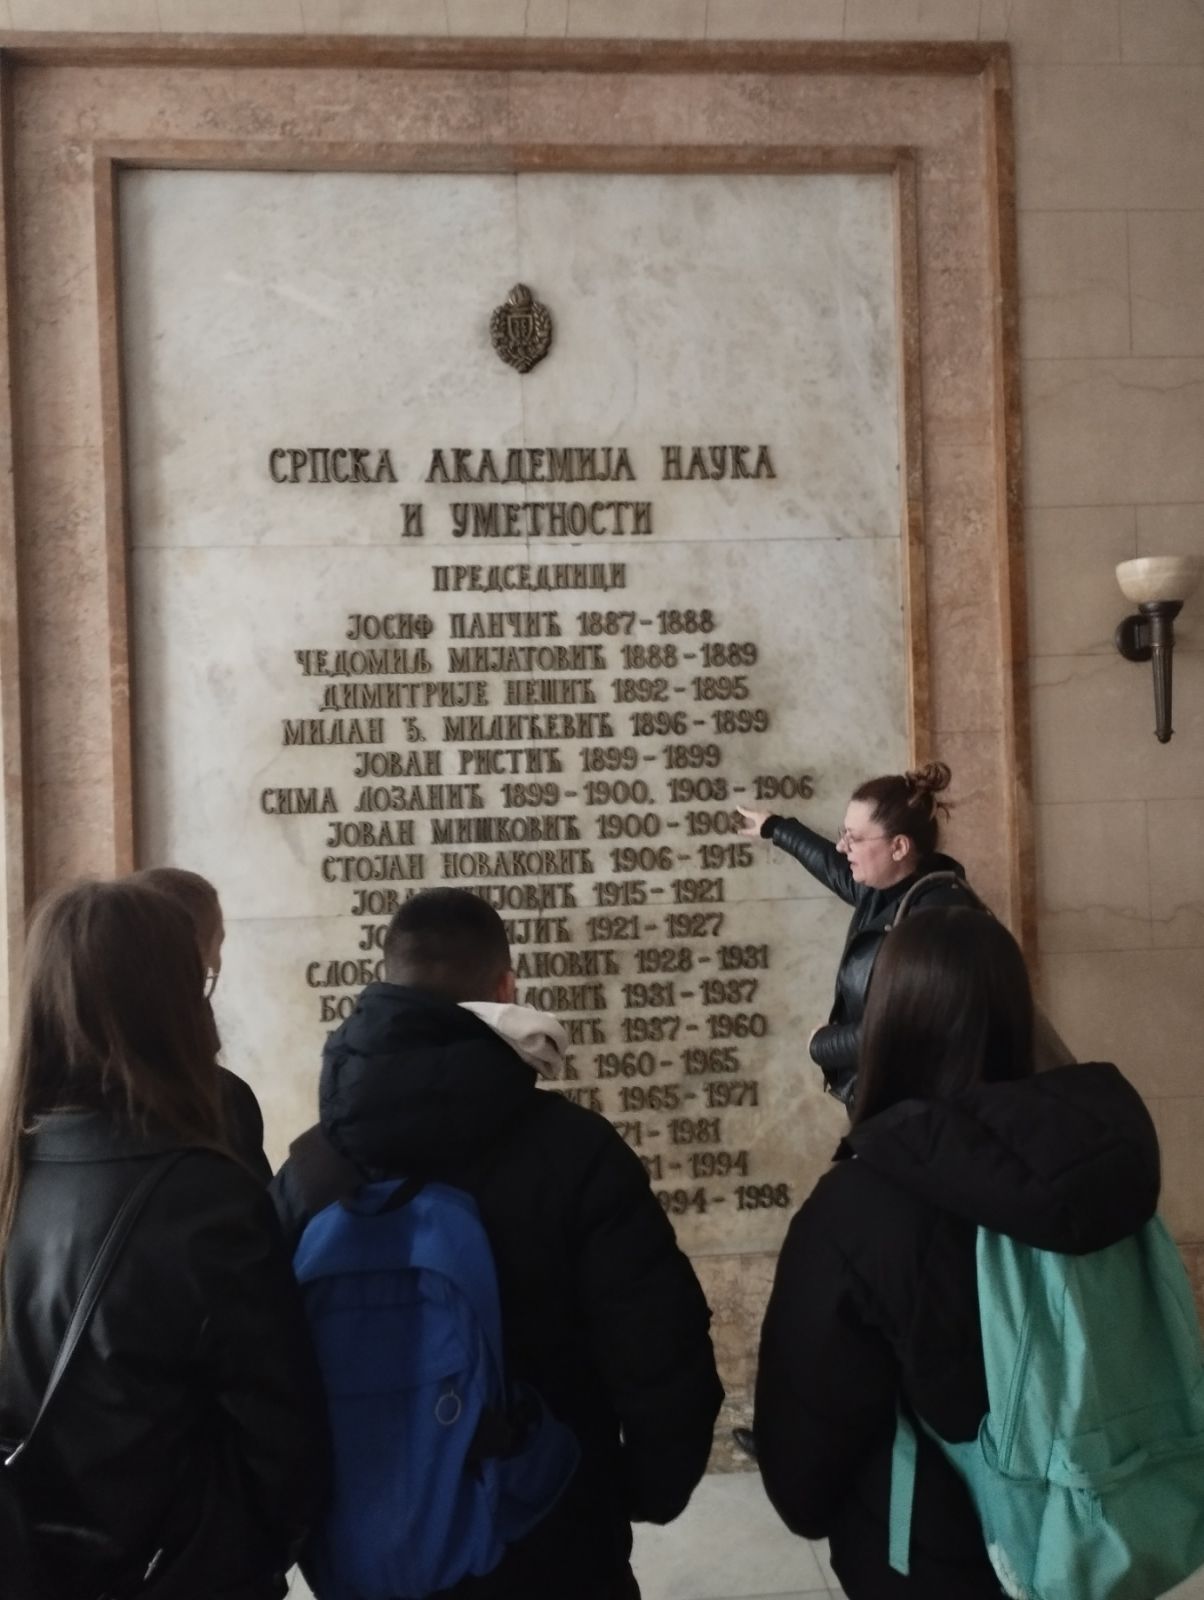 СРПСКА АКАДЕМИЈА НАУКА
И УМЕТНОСТИ
ПРЕДСЕДНИЦИ
ЈОСИФ ПАНЧИЋ 1887-1888
ЧЕДОМИЉ МИЈАТОВИЋ 1888-1889
ДИМИТРИЈЕ НЕШИЋ 1892-1895
МИЛАН Ђ. МИЛИЋЕВИЋ 1896-1899
ЈОВАН РИСТИЋ 1899-1899
СИМА ЛОЗАНИЋ 1899-1900. 1903-1906
ЈОВАН МИШКОВИЋ 1900-1903
СТОЈАН НОВАКОВИЋ 1906-1915
ЈОВАН 1915-1921
1921-1927
1928-1931
1931-1937
1937-1960
1960-1965
1965-1971
1981
1994
1994-1998